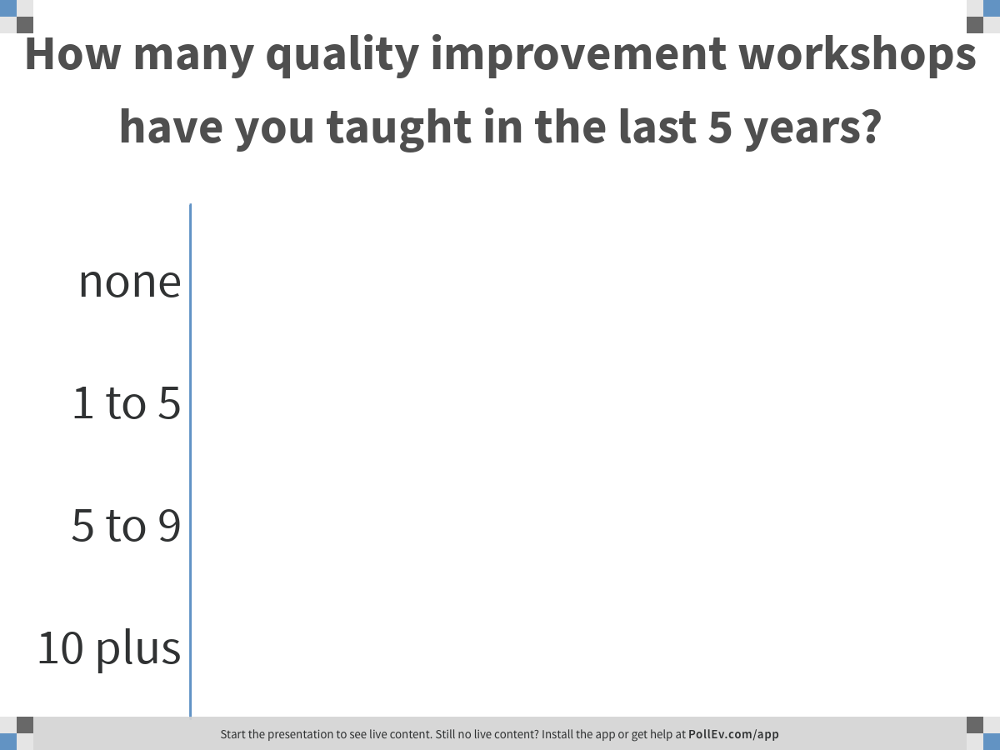 How many quality improvement workshops
have you taught in the last 5 years?
none
1 to 5
5 to 9
10 plus
Start the presentation to see live content. Still no live content? Install the app or get help at PollEv.com/app